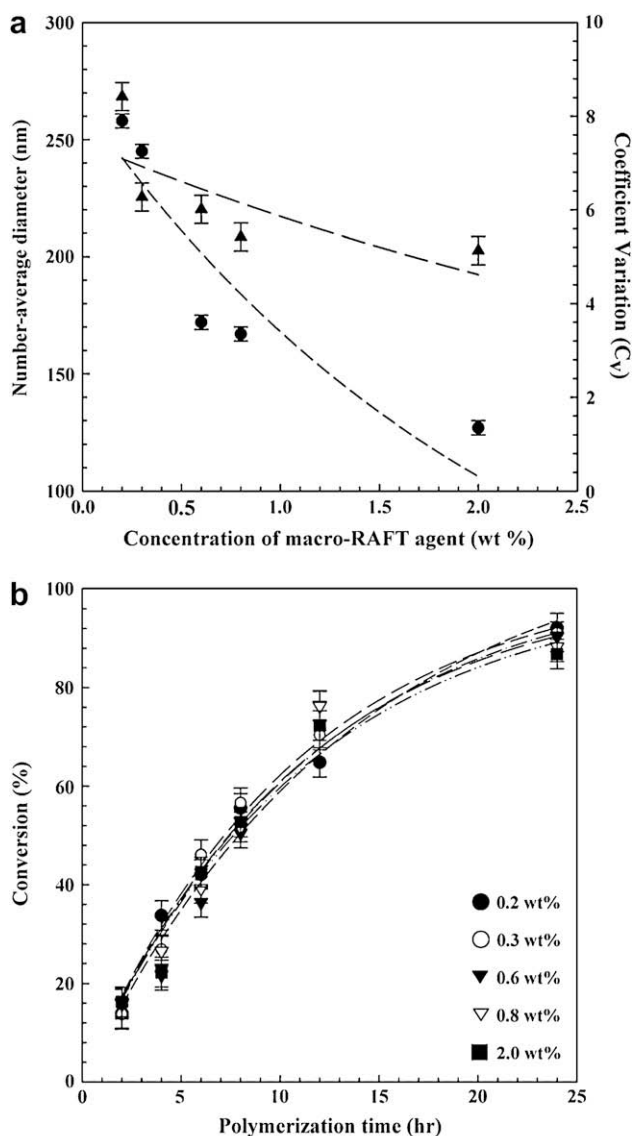 a
300
250
200
150
100
Number-average diameter (nm)
10
8
6
4
2
0
Coefficient Variation (Cv)
0.0 0.5 1.0 1.5 2.0 2.5
Concentration of macro-RAFT agent (wt %)
b
100
80
60
40
20
0
Conversion (%)
0.2 wt%
0.3 wt%
0.6 wt%
0.8 wt%
2.0 wt%
0 5 10 15 20 25
Polymerization time (hr)